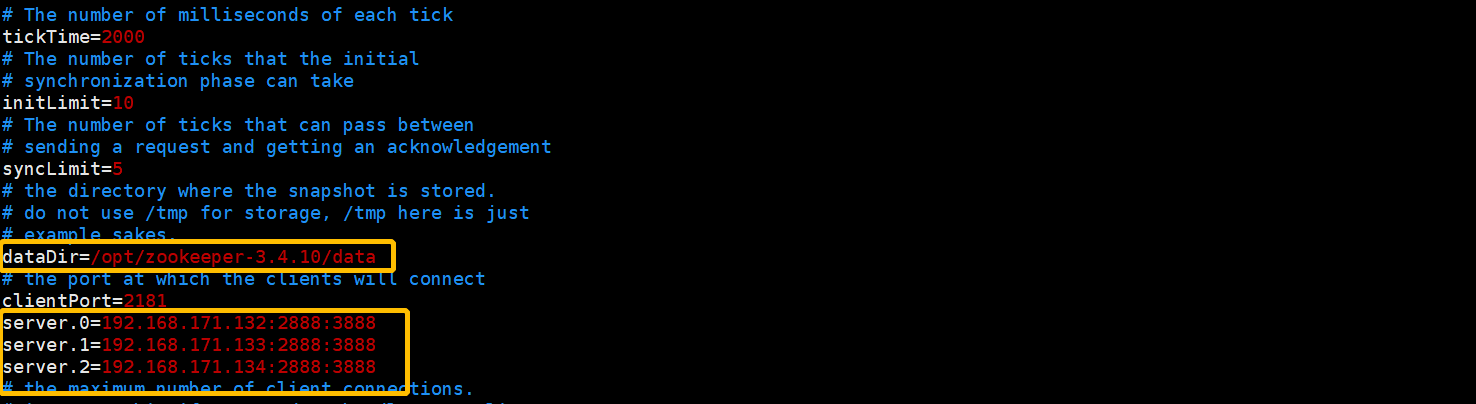 # The number of milliseconds of each tick
tickTime=2000
# The number of ticks that the initial
# synchronization phase can take
initLimit=10
# The number of ticks that can pass between
# sending a request and getting an acknowledgement
syncLimit=5
# the directory where the snapshot is stored.
# do not use /tmp for storage, /tmp here is just
# example sakes.
dataDir=/opt/zookeeper-3.4.10/data
# the port at which the clients will connect
clientPort=2181
server.0=192.168.171.132:2888:3888
server.1=192.168.171.133:2888:3888
server.2=192.168.171.134:2888:3888
# the maximum number of client connections.